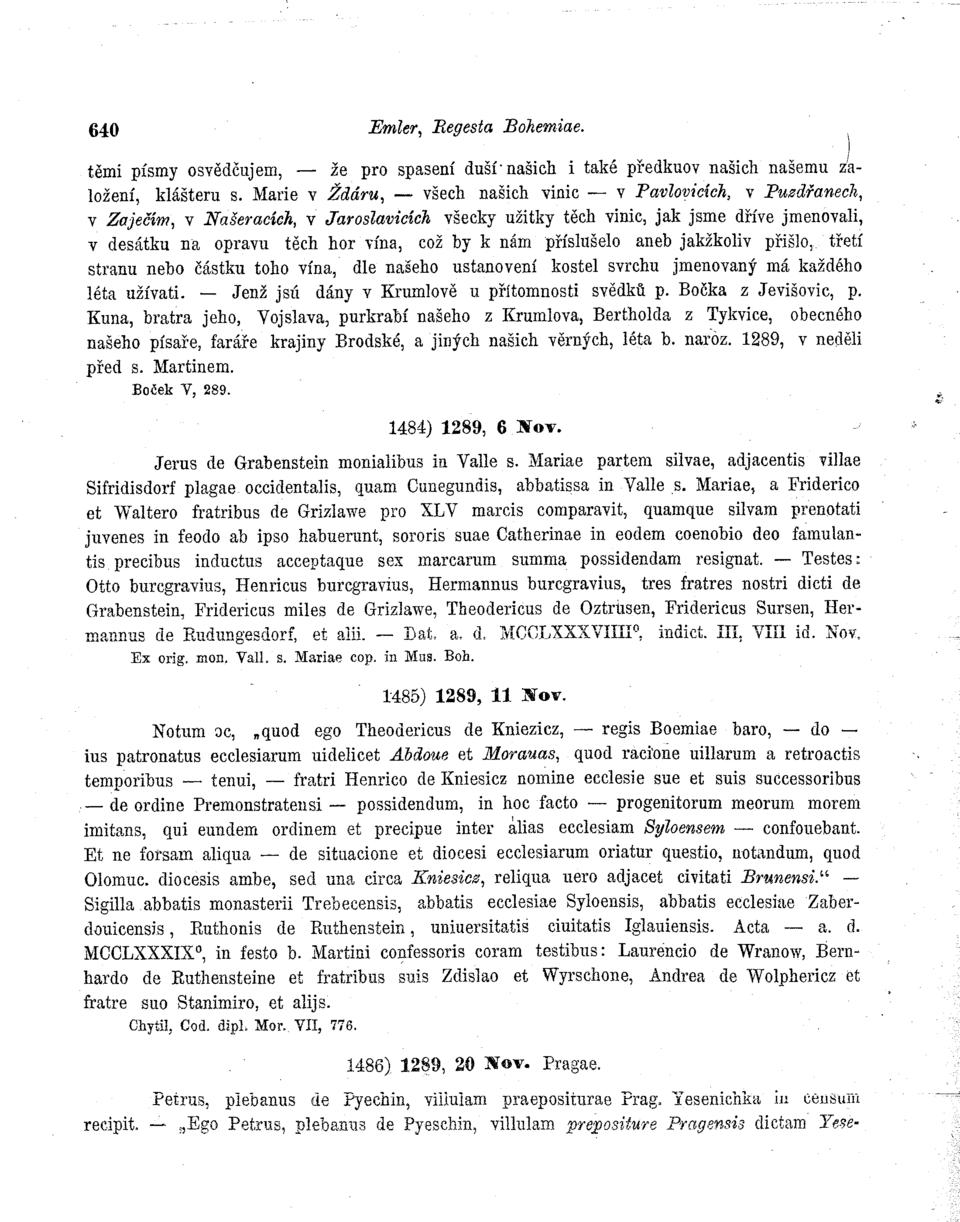 640 Emler, Regesta Bohemiae.
těmi písmy osvědčujem, — že pro spasení duší našich i také předkuov našich našemu za-
ložení, klášteru s. Marie v Ždáru, — všech našich vinic — v Pavlovicích, v Puzdřanech,
v Zaječím, v Našeracích, v Jaroslavicích všecky užitky těch vinic, jak jsme dříve jmenovali,
v desátku na opravu těch hor vína, což by k nám příslušelo aneb jakžkoliv přišlo, třetí
stranu nebo částku toho vína, dle našeho ustanovení kostel svrchu jmenovaný má každého
léta užívati. — Jenž jsú dány v Krumlově u přítomnosti svědků p. Bočka z Jevišovic, p.
Kuna, bratra jeho, Vojslava, purkrabí našeho z Krumlova, Bertholda z Tykvice, obecného
našeho písaře, faráře krajiny Brodské, a jiných našich věrných, léta b. naroz. 1289, v neděli
před s. Martinem.
Boček V, 289.
1484) 1289, 6 Nov.
Jerus de Grabenstein monialibus in Valle s. Mariae partem silvae, adjacentis villae
Sifridisdorf plagae occidentalis, quam Cunegundis, abbatissa in Valle s. Mariae, a Friderico
et Waltero fratribus de Grizlawe pro XLV marcis comparavit, quamque silvam prenotati
juvenes in feodo ab ipso habuerunt, sororis suae Catherinae in eodem coenobio deo famulan-
tis precibus inductus acceptaque sex marcarum summa possidendam resignat. — Testes:
Otto burcgravius, Henricus burcgravius, Hermannus burcgravius, tres fratres nostri dicti de
Grabenstein, Fridericus miles de Grizlawe, Theodericus de Oztrusen, Fridericus Sursen, Her-
mannus de Rudungesdorf, et alii. — Dat. a. d. MCCLXXXVIIII⁰, indict. III, VIII id. Nov.
Ex orig. mon. Vall. s. Mariae cop. in Mus. Boh.
1485) 1289, 11 Nov.
Notum ɔc, „quod ego Theodericus de Kniezicz, — regis Boemiae baro, — do —
ius patronatus ecclesiarum uidelicet Abdoue et Morauas, quod racione uillarum a retroactis
temporibus — tenui, — fratri Henrico de Kniesicz nomine ecclesie sue et suis successoribus
— de ordine Premonstratensi — possidendum, in hoc facto — progenitorum meorum morem
imitans, qui eundem ordinem et precipue inter alias ecclesiam Syloensem — confouebant.
Et ne forsam aliqua — de situacione et diocesi ecclesiarum oriatur questio, notandum, quod
Olomuc. diocesis ambe, sed una circa Kniesicz, reliqua uero adjacet civitati Brunensi.“ —
Sigilla abbatis monasterii Trebecensis, abbatis ecclesiae Syloensis, abbatis ecclesiae Zaber-
douicensis, Ruthonis de Ruthenstein, uniuersitatis ciuitatis Iglauiensis. Acta — a. d.
MCCLXXXIX⁰, in festo b. Martini confessoris coram testibus: Laurencio de Wranow, Bern-
hardo de Ruthensteine et fratribus suis Zdislao et Wyrschone, Andrea de Wolphericz et
fratre suo Stanimiro, et alijs.
Chytil, Cod. dipl. Mor. VII, 776.
1486) 1289, 20 Nov. Pragae.
Petrus, plebanus de Pyechin, villulam praepositurae Prag. Yesenichka in censum
recipit. — „Ego Petrus, plebanus de Pyeschin, villulam prepositure Pragensis dictam Yese-